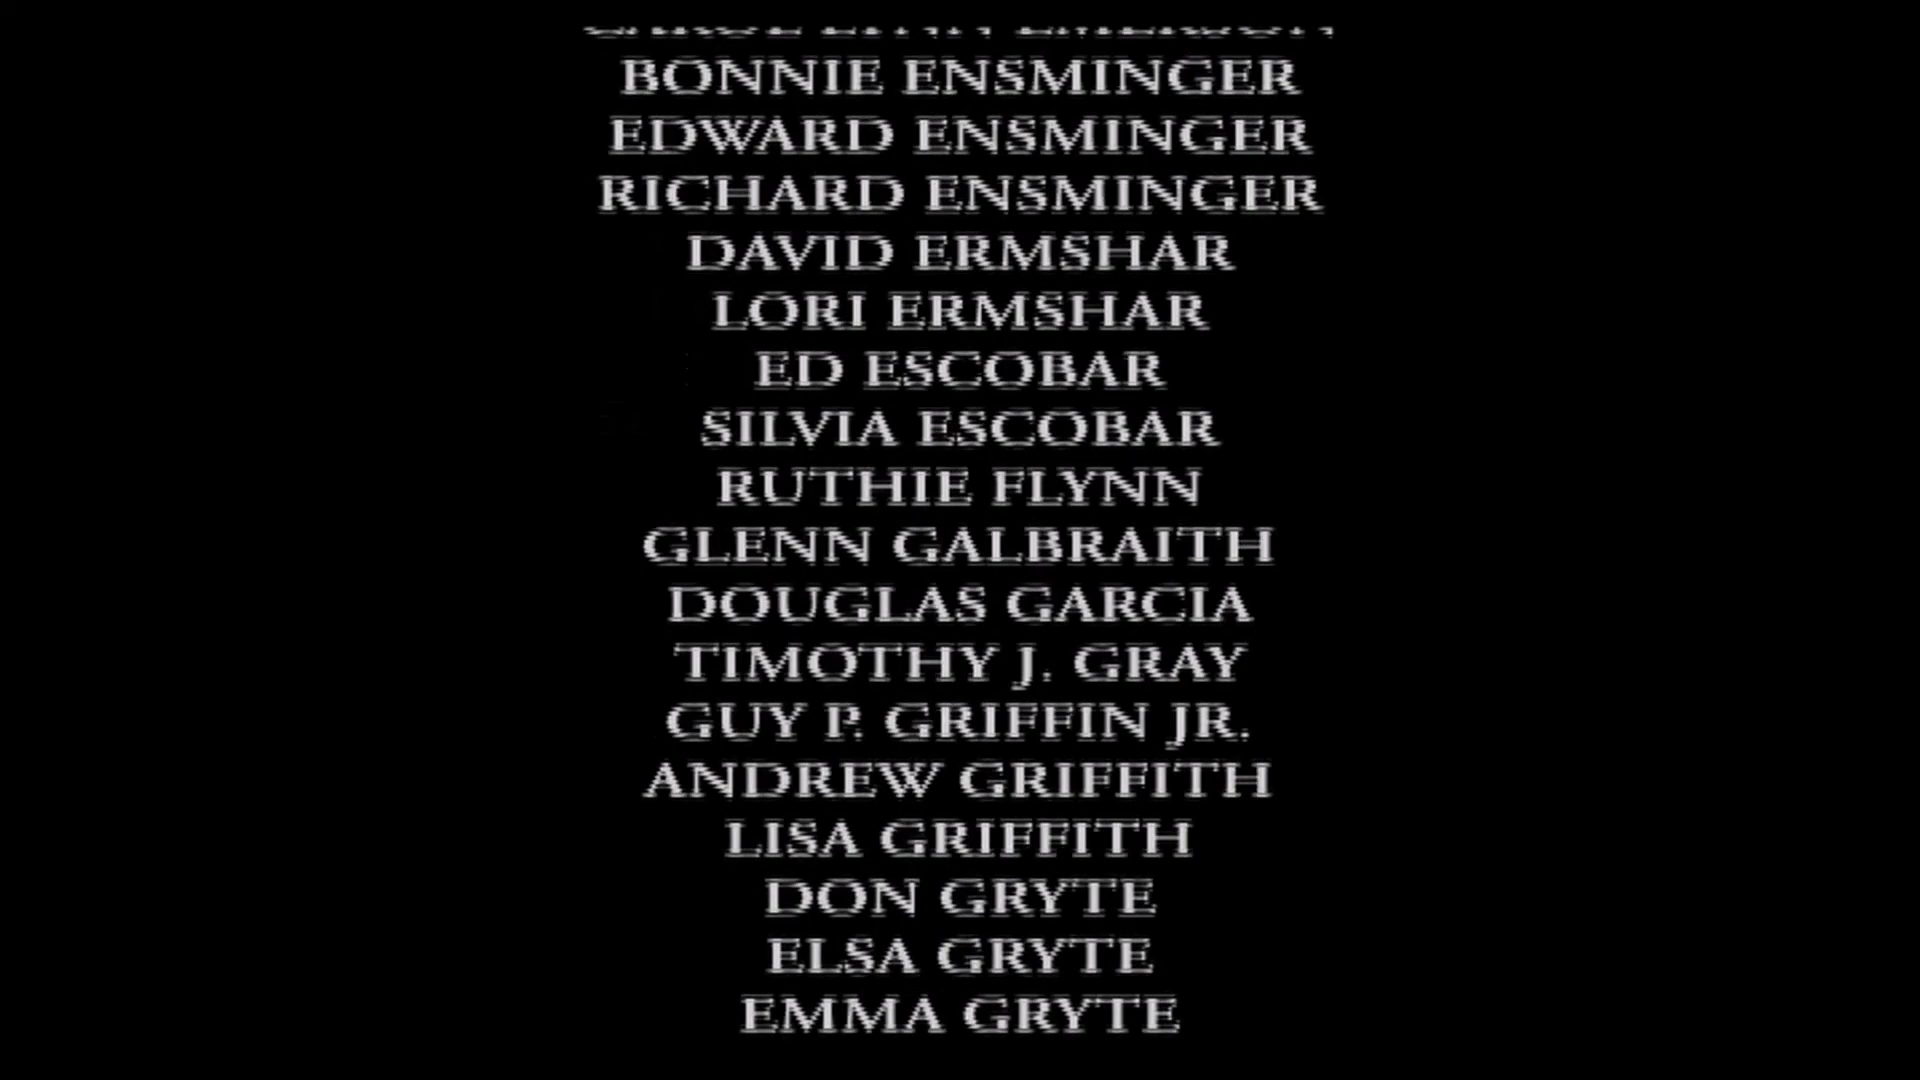 BONNIE ENSMINGER
EDWARD ENSMINGER
RICHARD ENSMINGER
DAVID ERMSHAR
LORI ERMSHAR
ED ESCOBAR
SILVIA ESCOBAR
RUTHIE FLYNN
GLENN GALBRAITH
DOUGLAS GARCIA
TIMOTHY J. GRAY
GUY P. GRIFFIN JR.
ANDREW GRIFFITH
LISA GRIFFITH
DON GRYTE
ELSA GRYTE
EMMA GRYTE